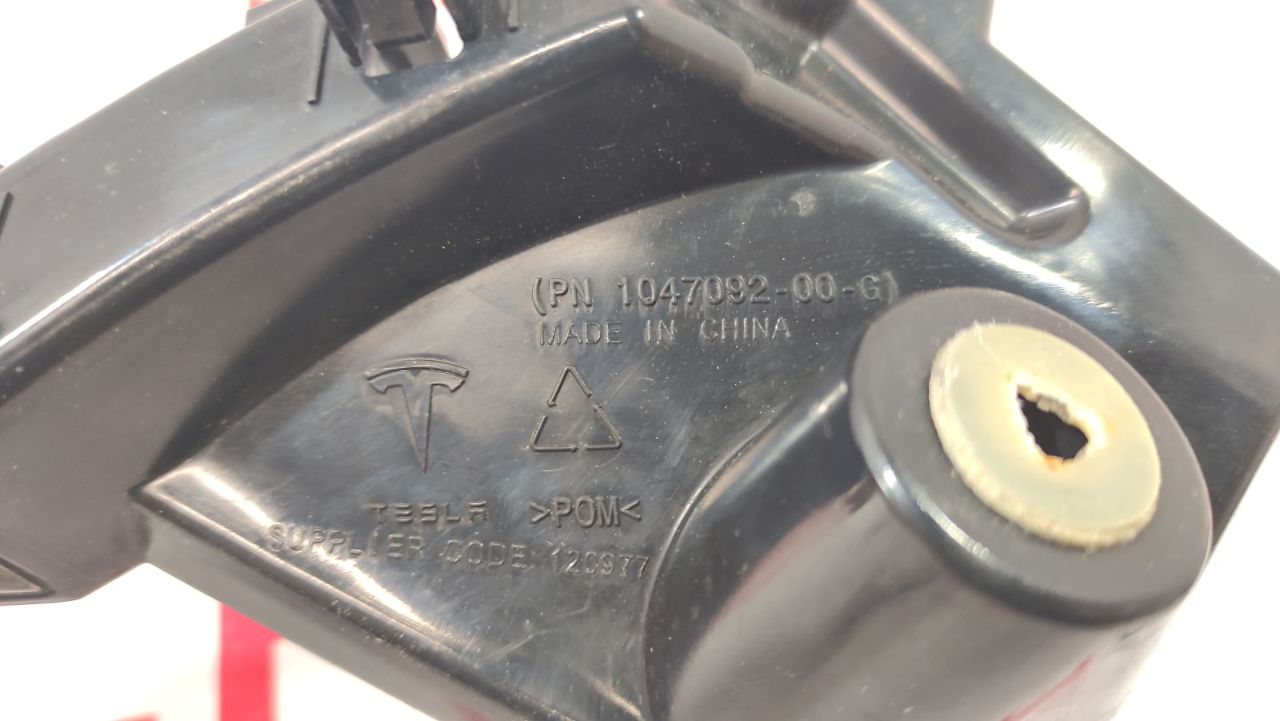 (PN 1047092-00-G)
MADE IN CHINA
TESLA >POM<
SUPPLIER CODE 120977